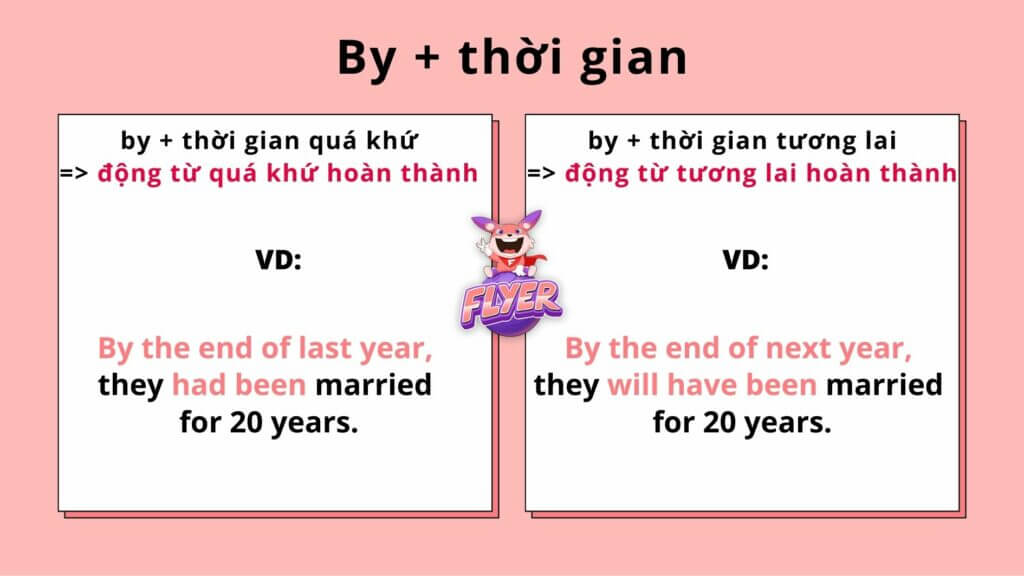 By + thời gian
by + thời gian quá khứ
=> động từ quá khứ hoàn thành
VD:
By the end of last year,
they had been married
for 20 years.
FLYER
by + thời gian tương lai
=> động từ tương lai hoàn thành
VD:
By the end of next year,
they will have been married
for 20 years.